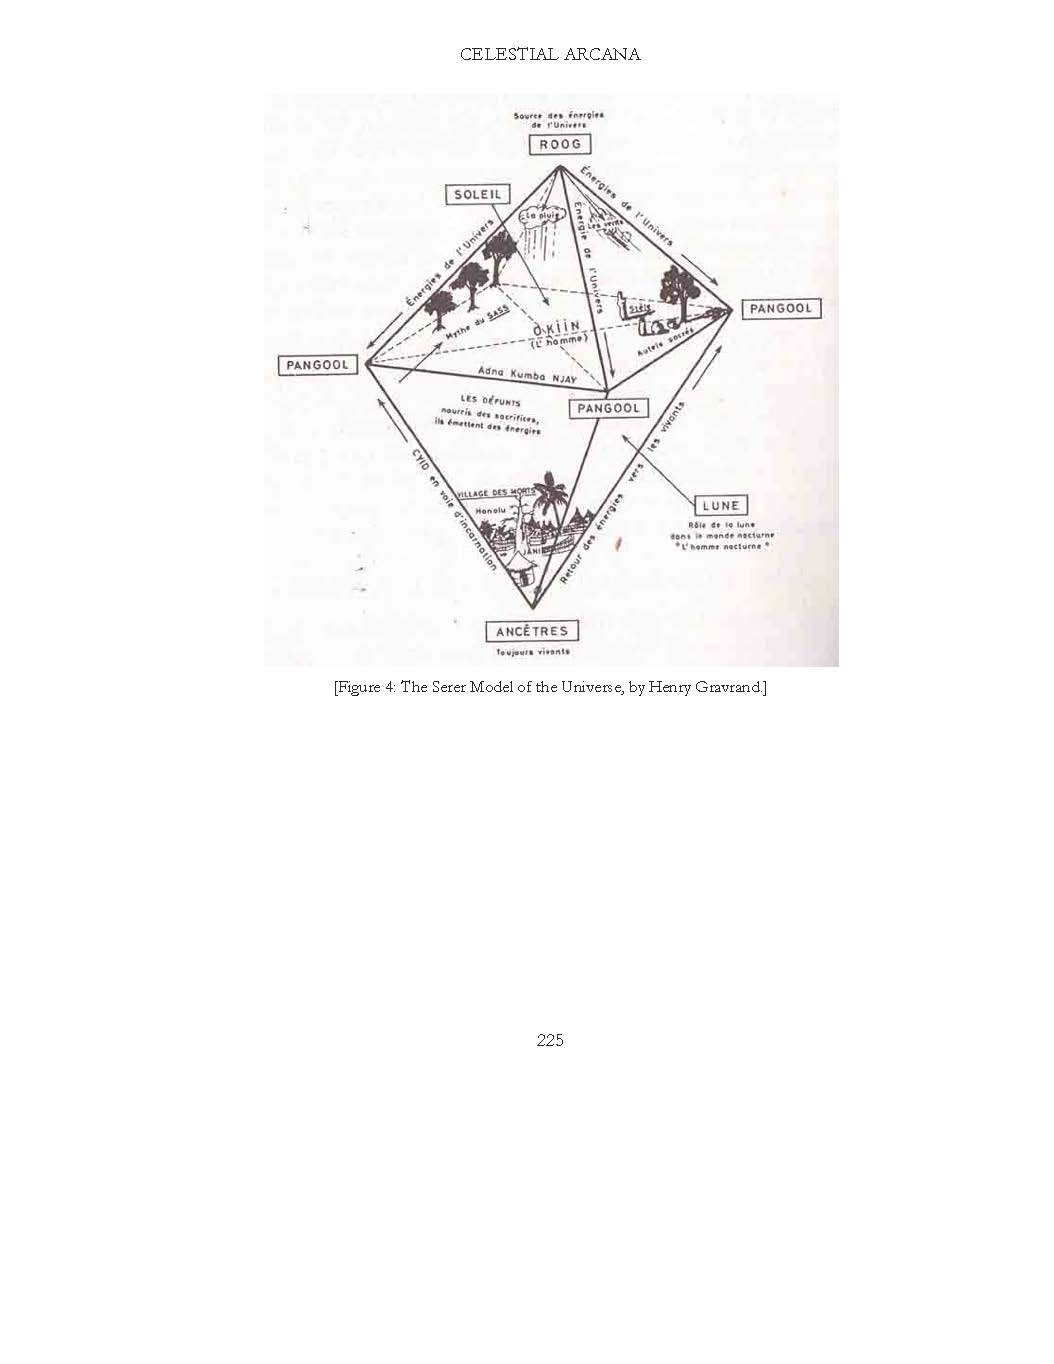 CELESTIAL ARCANA
Source des énergies
de l'Univers
ROOG
SOLEIL
Énergies de l'Univers
La pluie
Énergie de l'Univers
Les vents
Énergies de l'Univers
Mythe du SASS
O KIIN
(L'homme)
Stèle
Autels sacrés
PANGOOL
PANGOOL
Adna Kumba NJAY
PANGOOL
LES DÉFUNTS
nourris des sacrifices,
ils émettent des énergies
CYID en voie d'incarnation
VILLAGE DES MORTS
Honolu
JANI
Retour des énergies vers les vivants
LUNE
Rôle de la lune
dans le monde nocturne
"L'homme nocturne"
ANCÊTRES
Toujours vivants
[Figure 4: The Serer Model of the Universe, by Henry Gravrand.]
225